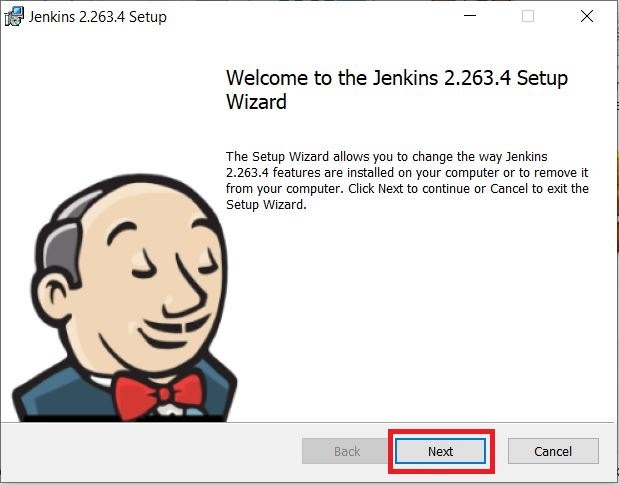 Jenkins 2.263.4 Setup
Welcome to the Jenkins 2.263.4 Setup
Wizard
The Setup Wizard allows you to change the way Jenkins
2.263.4 features are installed on your computer or to remove it
from your computer. Click Next to continue or Cancel to exit the
Setup Wizard.
Back
Next
Cancel